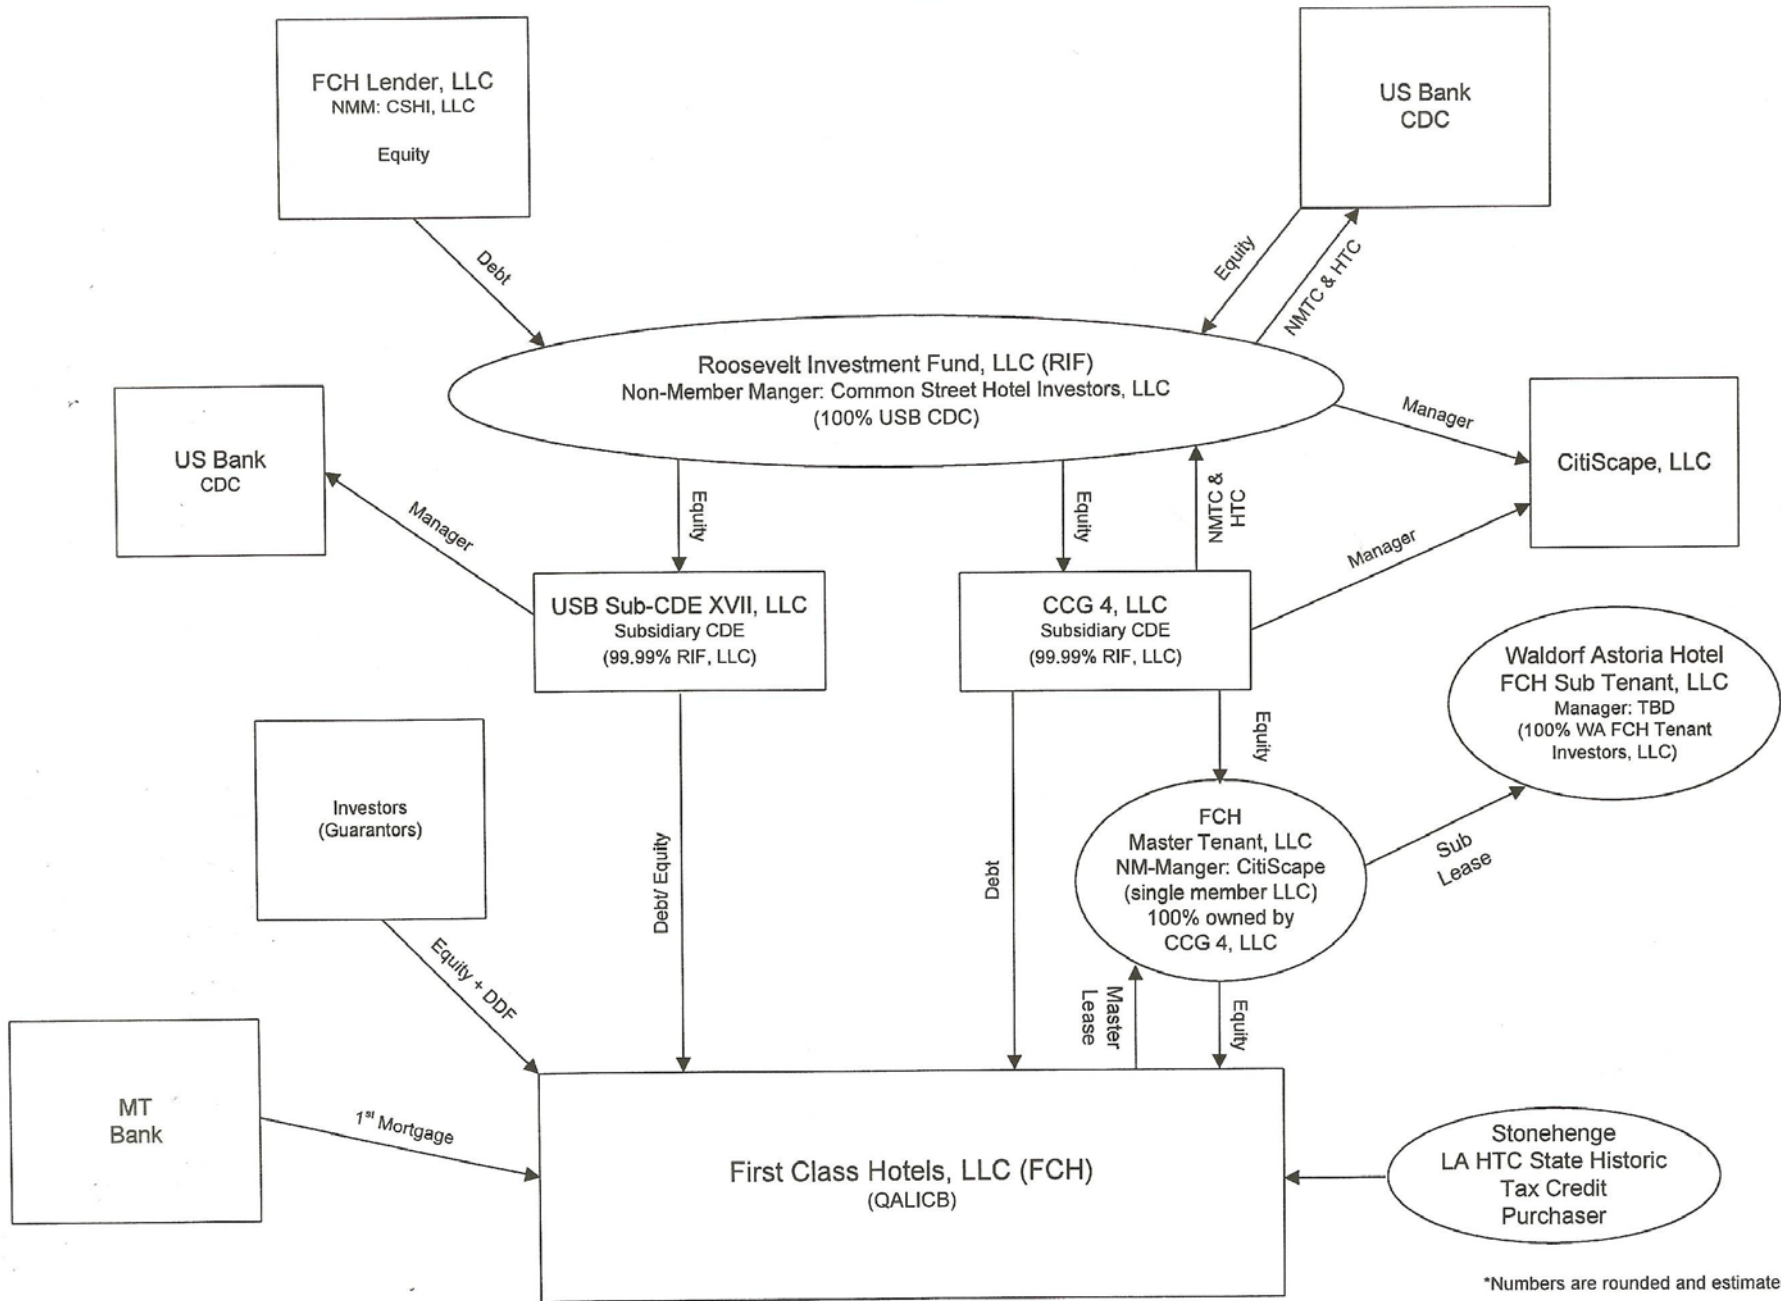 FCH Lender, LLC
NMM: CSHI, LLC
Equity
US Bank
CDC
Debt
Equity
NMTC & HTC
Roosevelt Investment Fund, LLC (RIF)
Non-Member Manger: Common Street Hotel Investors, LLC
(100% USB CDC)
US Bank
CDC
Manager
CitiScape, LLC
Manager
Equity
Equity
NMTC &
HTC
Manager
USB Sub-CDE XVII, LLC
Subsidiary CDE
(99.99% RIF, LLC)
CCG 4, LLC
Subsidiary CDE
(99.99% RIF, LLC)
Waldorf Astoria Hotel
FCH Sub Tenant, LLC
Manager: TBD
(100% WA FCH Tenant
Investors, LLC)
Equity
Investors
(Guarantors)
Debt/ Equity
Debt
FCH
Master Tenant, LLC
NM-Manger: CitiScape
(single member LLC)
100% owned by
CCG 4, LLC
Sub
Lease
Equity + DDF
Master
Lease
Equity
MT
Bank
1st Mortgage
First Class Hotels, LLC (FCH)
(QALICB)
Stonehenge
LA HTC State Historic
Tax Credit
Purchaser
*Numbers are rounded and estimate